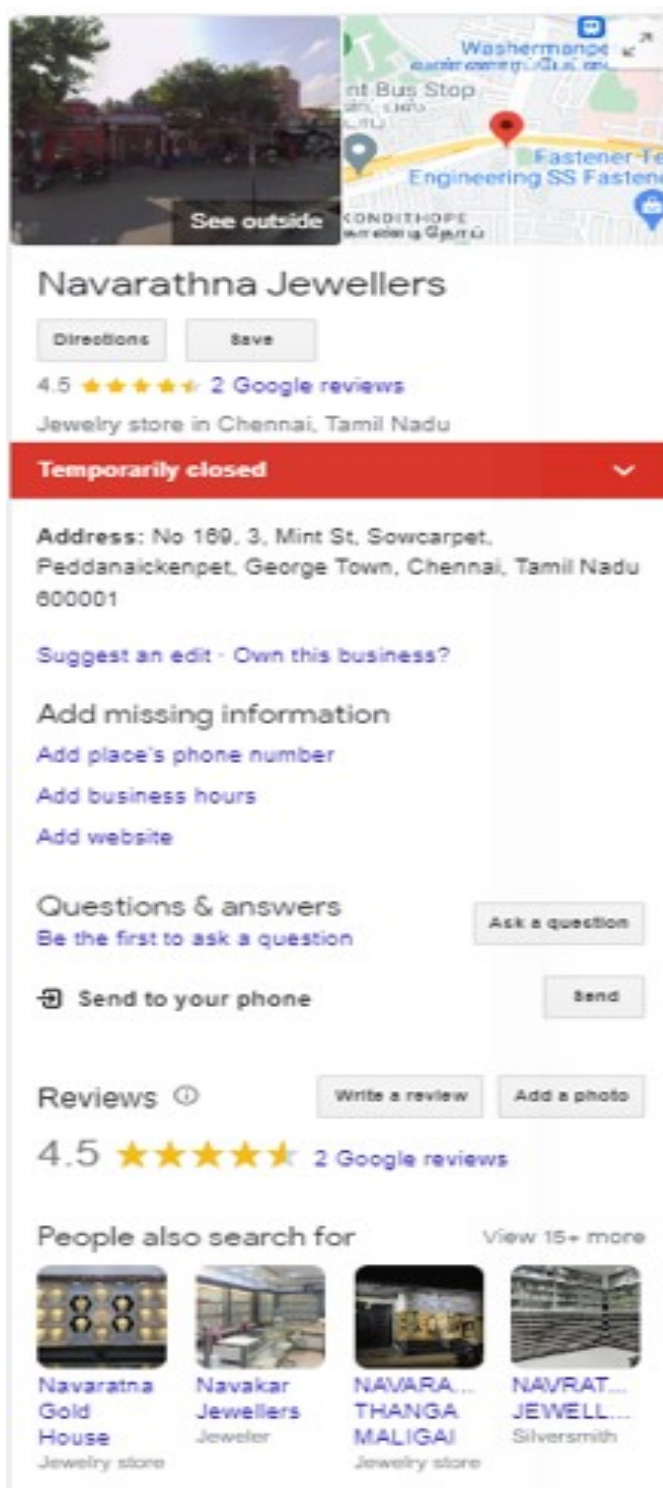 Washermanpe
nt Bus Stop
Fastener-Te
Engineering SS Fastene
KONDITHOPE
See outside
Navarathna Jewellers
Directions
Save
4.5 2 Google reviews
Jewelry store in Chennai, Tamil Nadu
Temporarily closed
Address: No 169, 3, Mint St, Sowcarpet,
Peddanaickenpet, George Town, Chennai, Tamil Nadu
600001
Suggest an edit · Own this business?
Add missing information
Add place's phone number
Add business hours
Add website
Questions & answers
Ask a question
Be the first to ask a question
Send to your phone
Send
Reviews
Write a review
Add a photo
4.5 2 Google reviews
People also search for
View 15+ more
Navaratna
Gold
House
Jewelry store
Navakar
Jewellers
Jeweler
NAVARA...
THANGA
MALIGAI
Jewelry store
NAVRAT...
JEWELL...
Silversmith